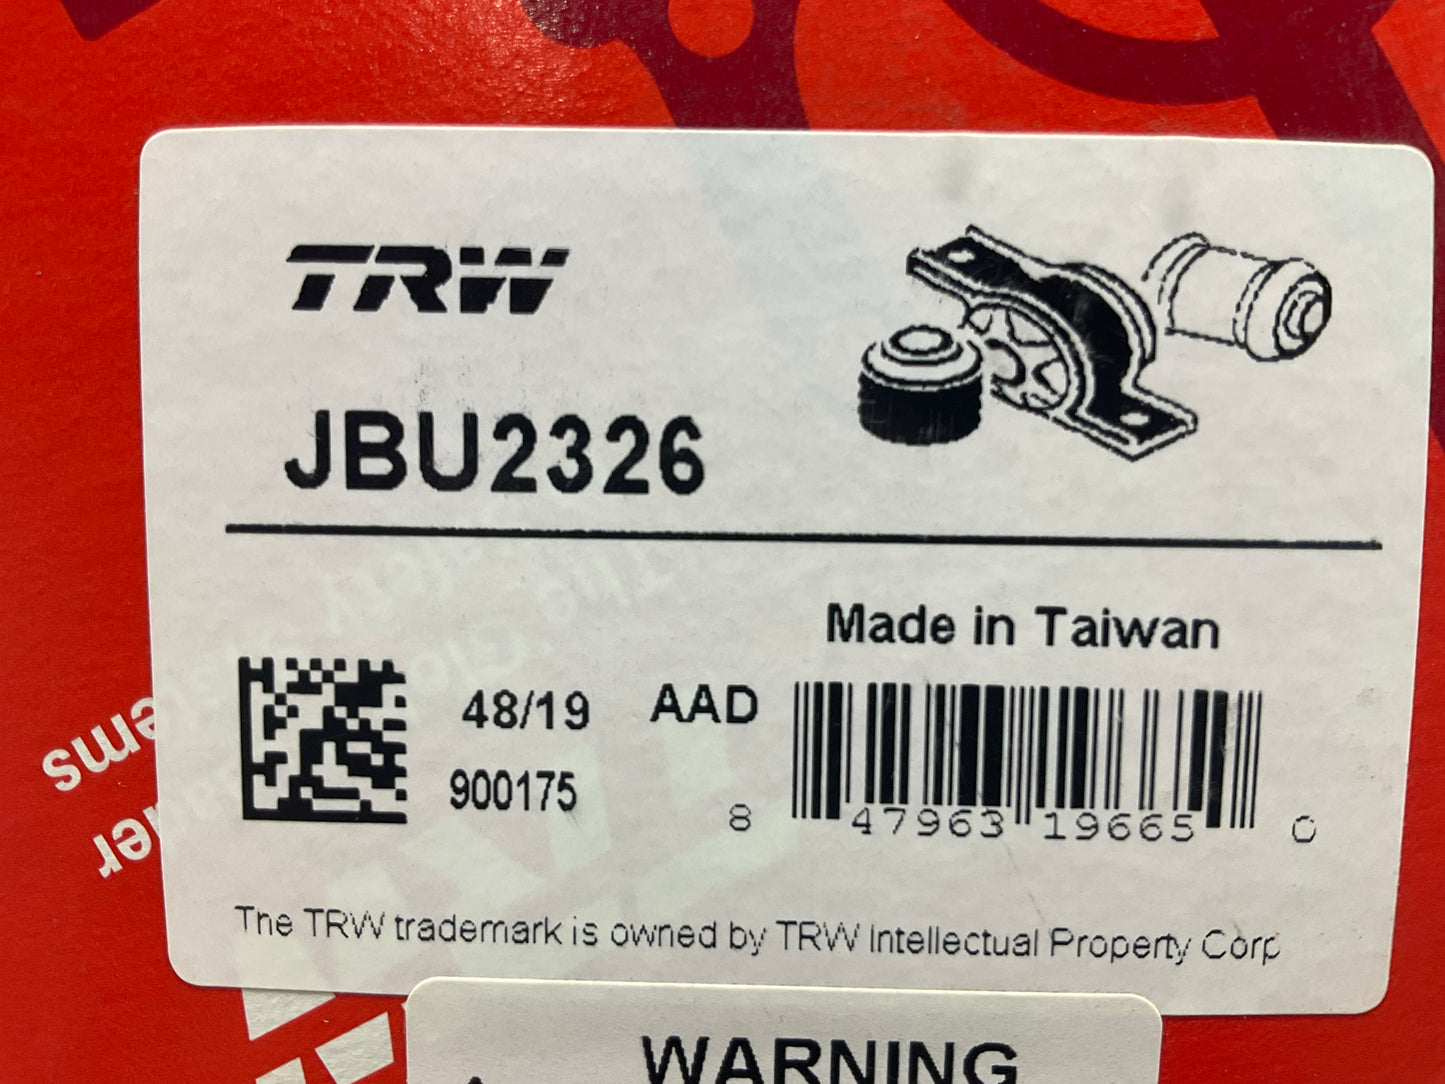 TRW
JBU2326
Made in Taiwan
48/19 AAD
900175
8 47963 19665 0
The TRW trademark is owned by TRW Intellectual Property Corp
WARNING